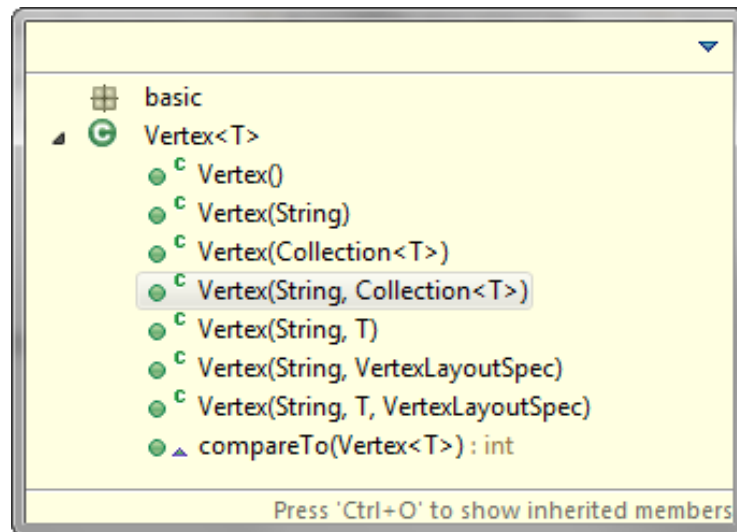 basic
C Vertex<T>
C Vertex()
C Vertex(String)
C Vertex(Collection<T>)
C Vertex(String, Collection<T>)
C Vertex(String, T)
C Vertex(String, VertexLayoutSpec)
C Vertex(String, T, VertexLayoutSpec)
compareTo(Vertex<T>) : int
Press 'Ctrl+O' to show inherited members